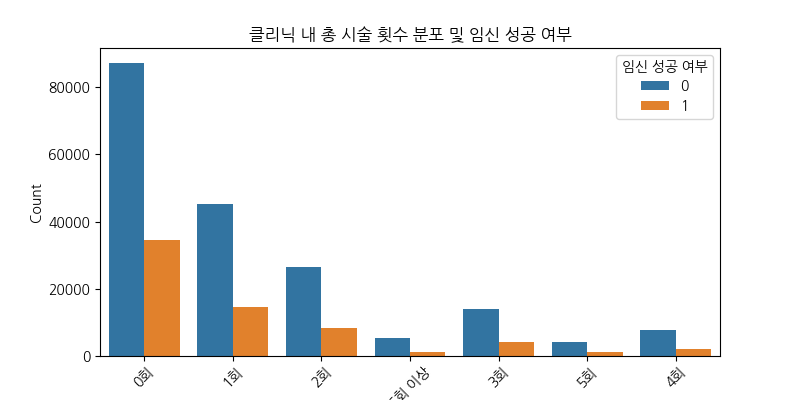 클리닉 내 총 시술 횟수 분포 및 임신 성공 여부
임신 성공 여부
0
1
Count
80000
60000
40000
20000
0
0회
1회
2회
이상
3회
5회
4회